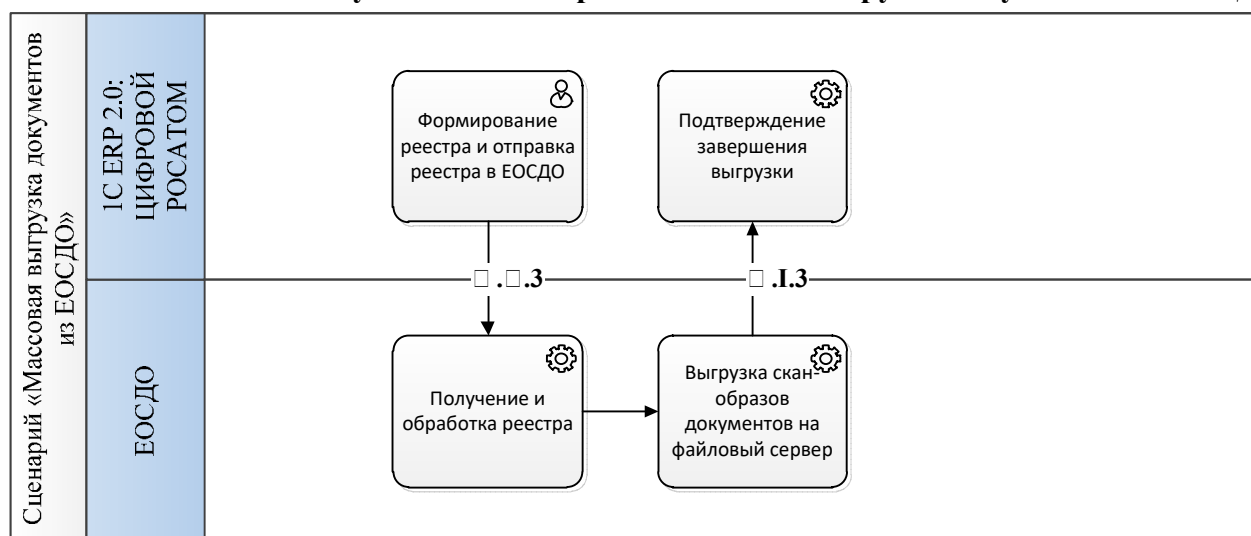 Сценарий «Массовая выгрузка документов
из ЕОСДО»
1С ERP 2.0:
ЦИФРОВОЙ
РОСАТОМ
Формирование
реестра и отправка
реестра в ЕОСДО
Подтверждение
завершения
выгрузки
□.□.3
□.I.3
ЕОСДО
Получение и
обработка реестра
Выгрузка скан-
образов
документов на
файловый сервер